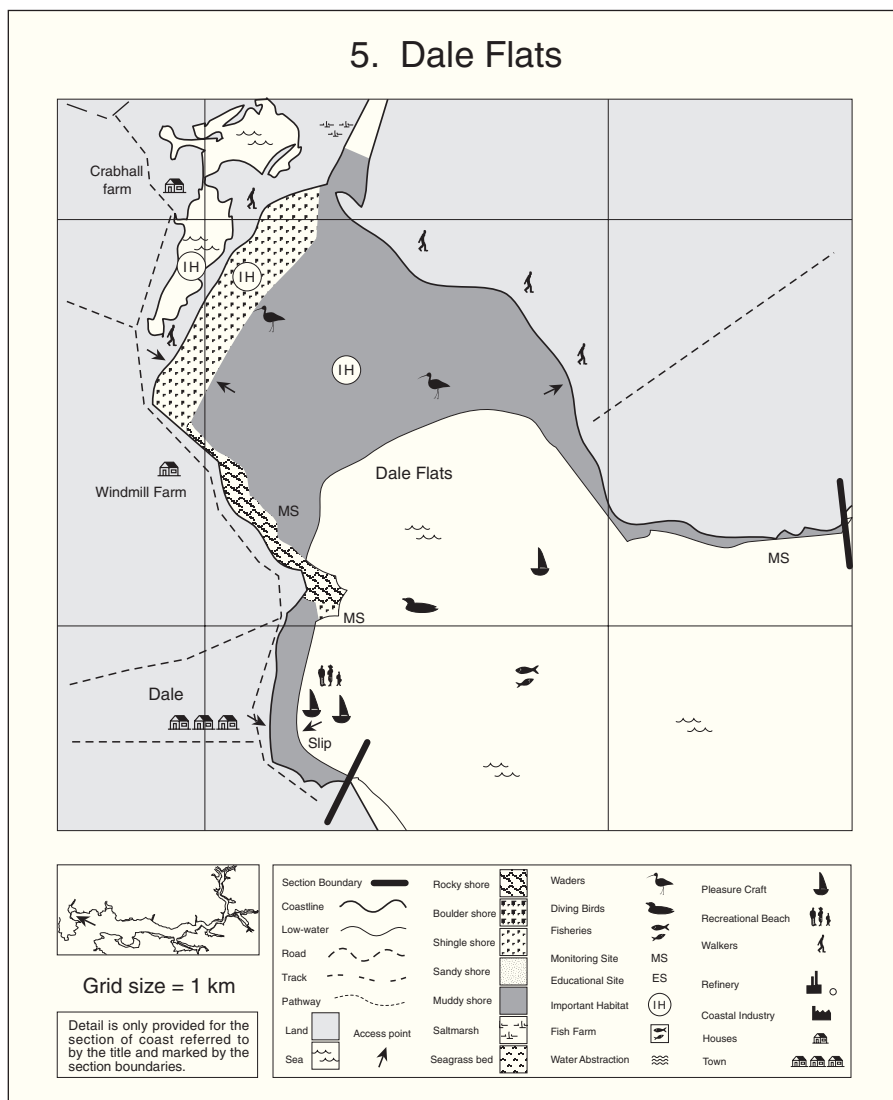 5. Dale Flats
Crabhall
farm
IH
IH
IH
Dale Flats
Windmill Farm
MS
MS
MS
Dale
Slip
Grid size = 1 km
Detail is only provided for the
section of coast referred to
by the title and marked by the
section boundaries.
Section Boundary
Coastline
Low-water
Road
Track
Pathway
Land
Sea
Access point
Rocky shore
Boulder shore
Shingle shore
Sandy shore
Muddy shore
Saltmarsh
Seagrass bed
Waders
Diving Birds
Fisheries
Monitoring Site MS
Educational Site ES
Important Habitat IH
Fish Farm
Water Abstraction
Pleasure Craft
Recreational Beach
Walkers
Refinery
Coastal Industry
Houses
Town